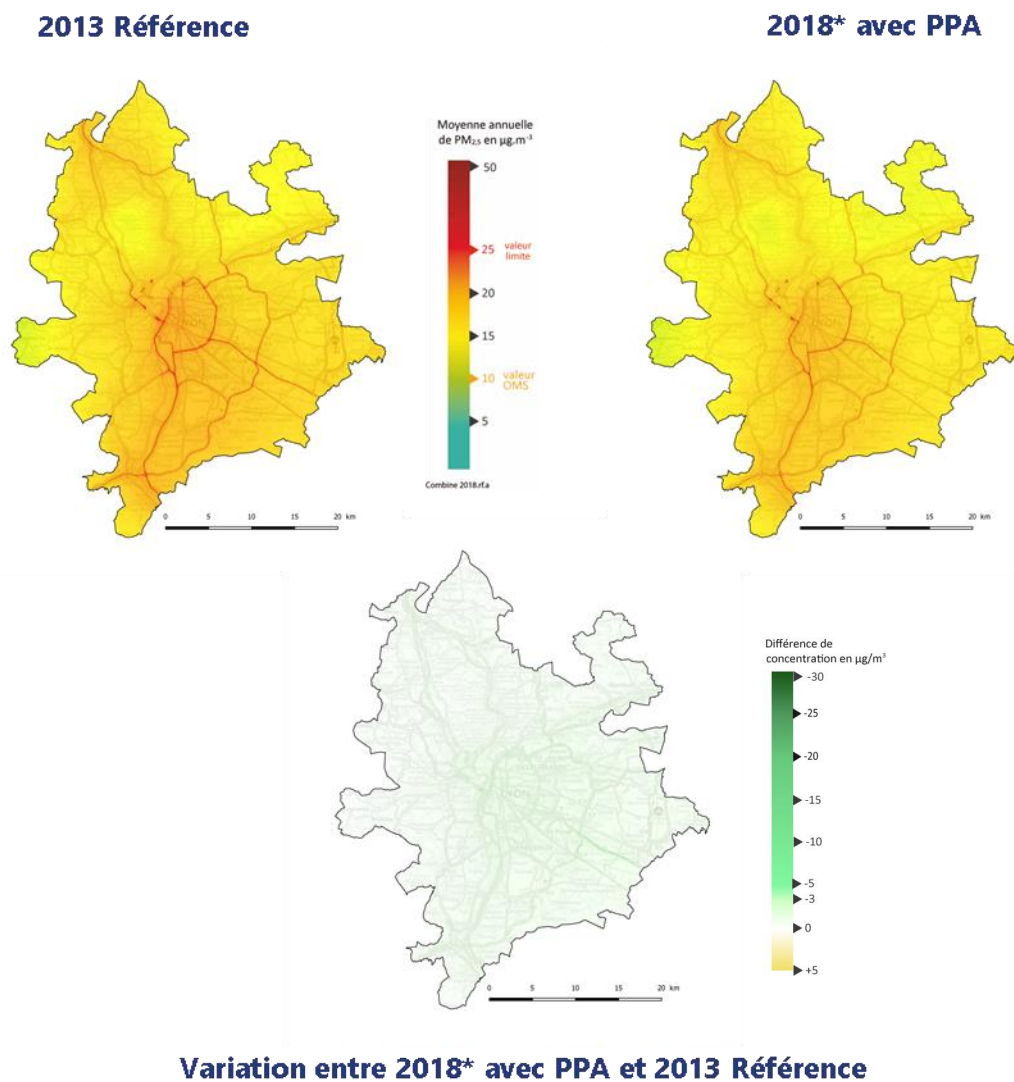 2013 Référence
2018* avec PPA
Moyenne annuelle
de PM2,5 en µg.m-3
50
25 valeur
limite
20
15
10 valeur
OMS
5
Combine 2018.rf.a
0 5 10 15 20 km
0 5 10 15 20 km
LYON
Différence de
concentration en µg/m³
-30
-25
-20
-15
-10
-5
-3
0
+5
0 5 10 15 20 km
Variation entre 2018* avec PPA et 2013 Référence